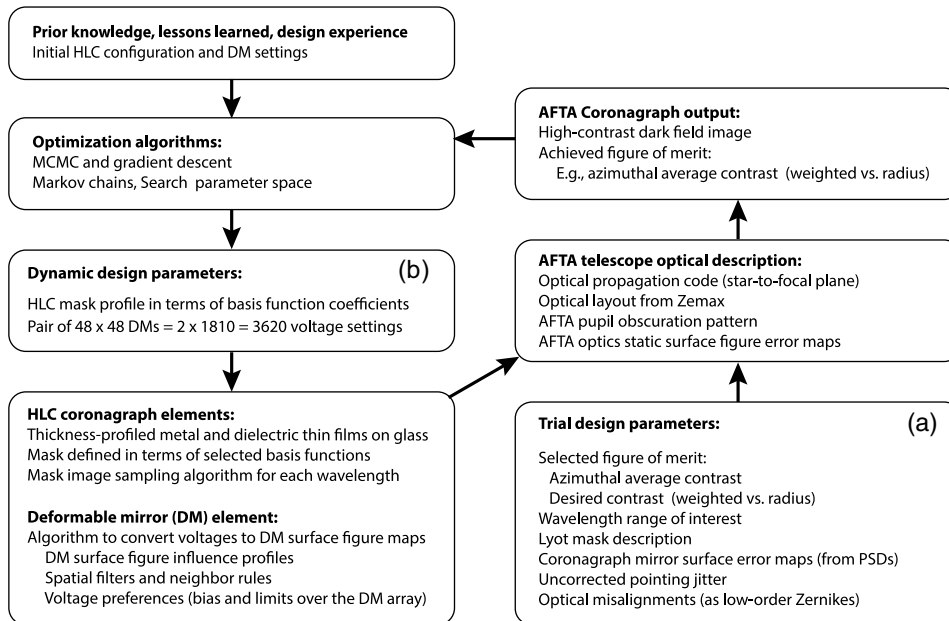 Prior knowledge, lessons learned, design experience
Initial HLC configuration and DM settings
Optimization algorithms:
MCMC and gradient descent
Markov chains, Search parameter space
Dynamic design parameters:
(b)
HLC mask profile in terms of basis function coefficients
Pair of 48 x 48 DMs = 2 x 1810 = 3620 voltage settings
HLC coronagraph elements:
Thickness-profiled metal and dielectric thin films on glass
Mask defined in terms of selected basis functions
Mask image sampling algorithm for each wavelength
Deformable mirror (DM) element:
Algorithm to convert voltages to DM surface figure maps
DM surface figure influence profiles
Spatial filters and neighbor rules
Voltage preferences (bias and limits over the DM array)
AFTA Coronagraph output:
High-contrast dark field image
Achieved figure of merit:
E.g., azimuthal average contrast (weighted vs. radius)
AFTA telescope optical description:
Optical propagation code (star-to-focal plane)
Optical layout from Zemax
AFTA pupil obscuration pattern
AFTA optics static surface figure error maps
Trial design parameters:
(a)
Selected figure of merit:
Azimuthal average contrast
Desired contrast (weighted vs. radius)
Wavelength range of interest
Lyot mask description
Coronagraph mirror surface error maps (from PSDs)
Uncorrected pointing jitter
Optical misalignments (as low-order Zernikes)